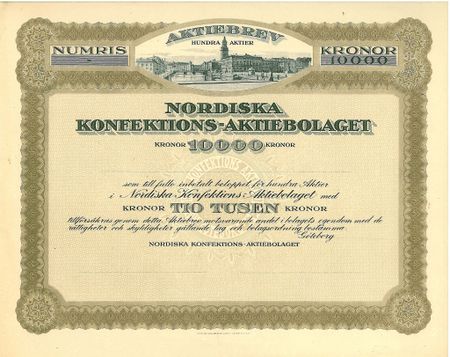 AKTIEBREV
HUNDRA AKTIER
NUMRIS
KRONOR
10000
NORDISKA
KONFEKTIONS-AKTIEBOLAGET
KRONOR 10000 KRONOR
som till fullo inbetalt beloppet för hundra Aktier
i Nordiska Konfektions Aktiebolaget med
KRONOR TIO TUSEN KRONOR
tillförsäkras genom detta Aktiebrev motsvarande andel i bolagets egendom med de
rättigheter och skyldigheter gällande lag och bolagsordning bestämma.
Göteborg
NORDISKA KONFEKTIONS-AKTIEBOLAGET